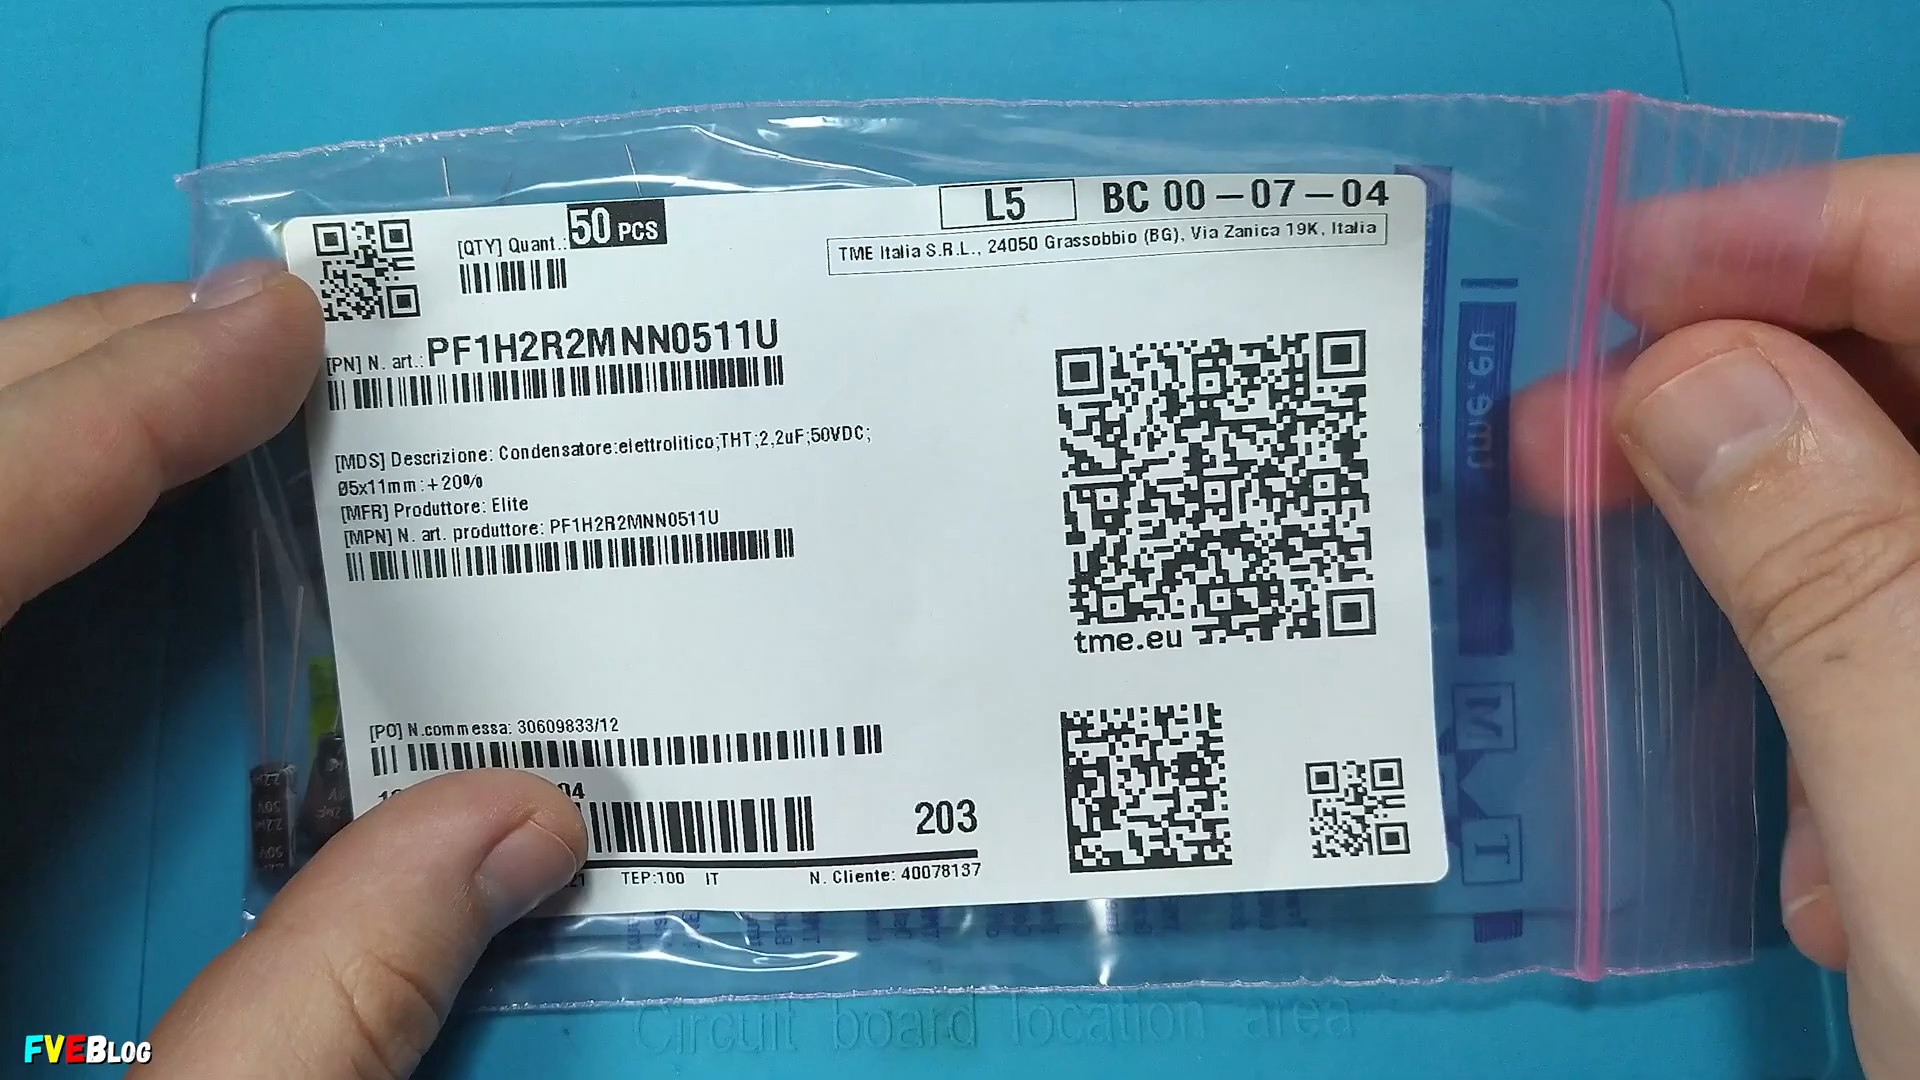 L5 BC 00-07-04
[QTY] Quant.: 50 PCS
TME Italia S.R.L., 24050 Grassobbio (BG), Via Zanica 19K, Italia
[PN] N. art.: PF1H2R2MNN0511U
[MDS] Descrizione: Condensatore:elettrolitico;THT;2,2uF;50VDC;
Ø5x11mm;±20%
[MFR] Produttore: Elite
[MPN] N. art. produttore: PF1H2R2MNN0511U
tme.eu
[PO] N.commessa: 30609833/12
203
TEP:100 IT N. Cliente: 40078137
tme.eu
Circuit board location area
FVEBLOG